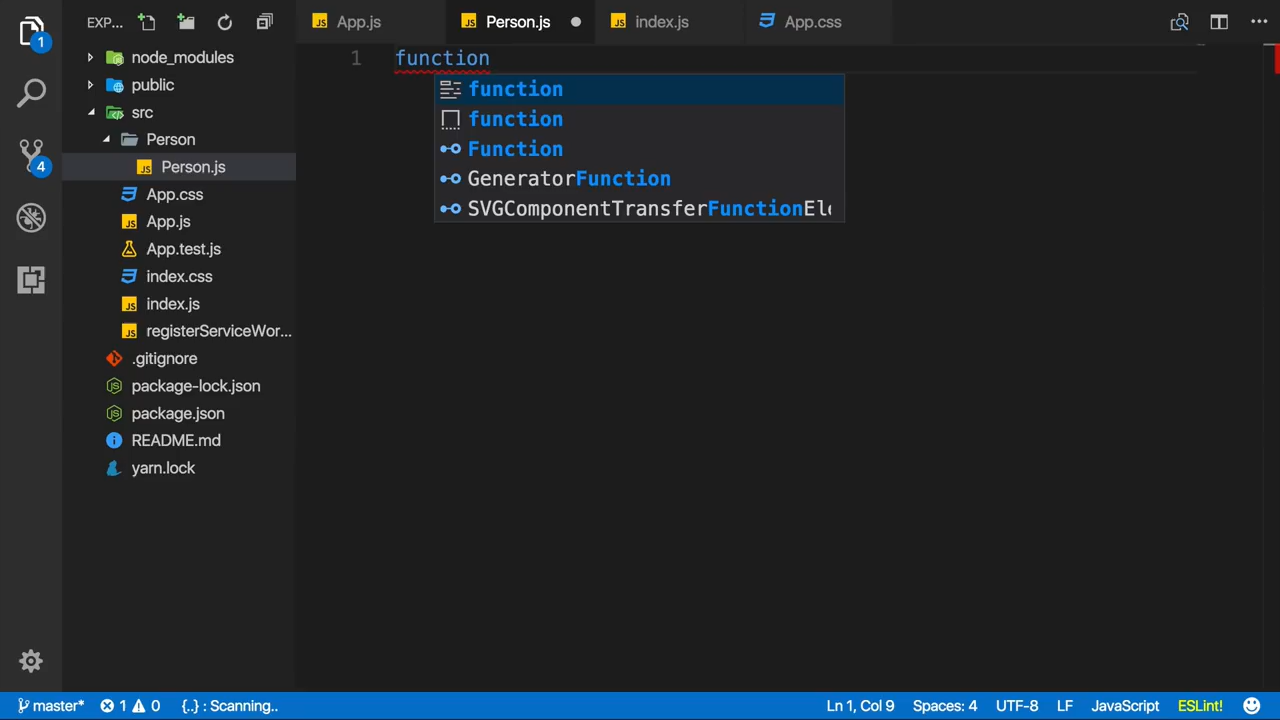 EXP...
App.js
Person.js
index.js
App.css
1
4
node_modules
public
src
Person
Person.js
App.css
App.js
App.test.js
index.css
index.js
registerServiceWor...
.gitignore
package-lock.json
package.json
README.md
yarn.lock
1 function
function
function
Function
GeneratorFunction
SVGComponentTransferFunctionEl
master* 1 0 {..} : Scanning.. Ln 1, Col 9 Spaces: 4 UTF-8 LF JavaScript ESLint!